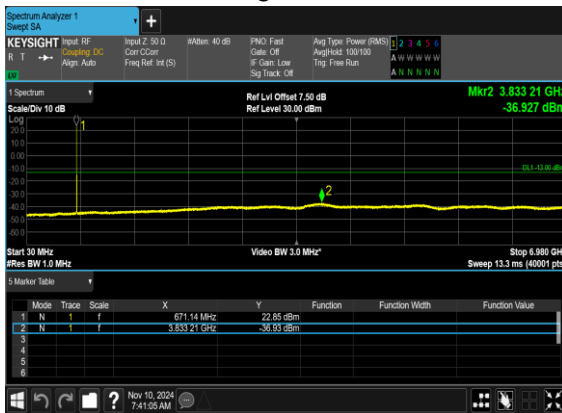 Spectrum Analyzer 1
Swept SA
+
KEYSIGHT Input: RF Input Z: 50 Ω #Atten: 40 dB PNO: Fast Avg Type: Power (RMS) 1 2 3 4 5 6
R T Coupling: DC Corr CCorr Gate: Off Avg|Hold: 100/100 A W W W W W
Align: Auto Freq Ref: Int (S) IF Gain: Low Trig: Free Run
LXI Sig Track: Off A N N N N N
1 Spectrum Ref Lvl Offset 7.50 dB Mkr2 3.833 21 GHz
Scale/Div 10 dB Ref Level 30.00 dBm -36.927 dBm
Log
1
20.0
10.0
0.00
-10.0 DL1 -13.00 dBm
-20.0
-30.0 2
-40.0
-50.0
-60.0
Start 30 MHz Video BW 3.0 MHz* Stop 6.980 GHz
#Res BW 1.0 MHz Sweep 13.3 ms (40001 pts)
5 Marker Table
Mode Trace Scale X Y Function Function Width Function Value
1 N 1 f 671.14 MHz 22.85 dBm
2 N 1 f 3.833 21 GHz -36.93 dBm
3
4
5
6
? Nov 10, 2024
7:41:05 AM